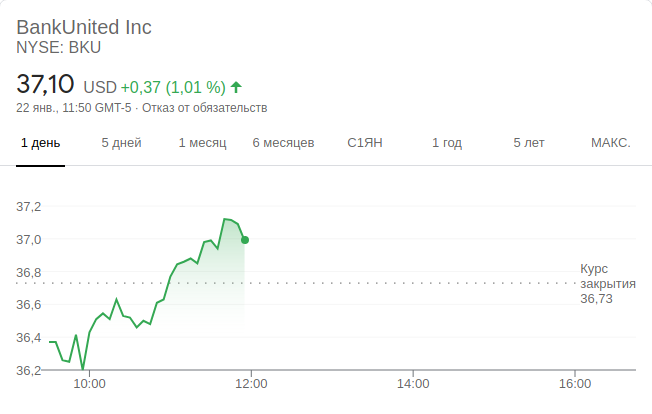 BankUnited Inc
NYSE: BKU
37,10 USD +0,37 (1,01 %)
22 янв., 11:50 GMT-5 · Отказ от обязательств
1 день 5 дней 1 месяц 6 месяцев С1ЯН 1 год 5 лет МАКС.
37,2
37,0
36,8
Курс
закрытия
36,73
36,6
36,4
36,2
10:00 12:00 14:00 16:00